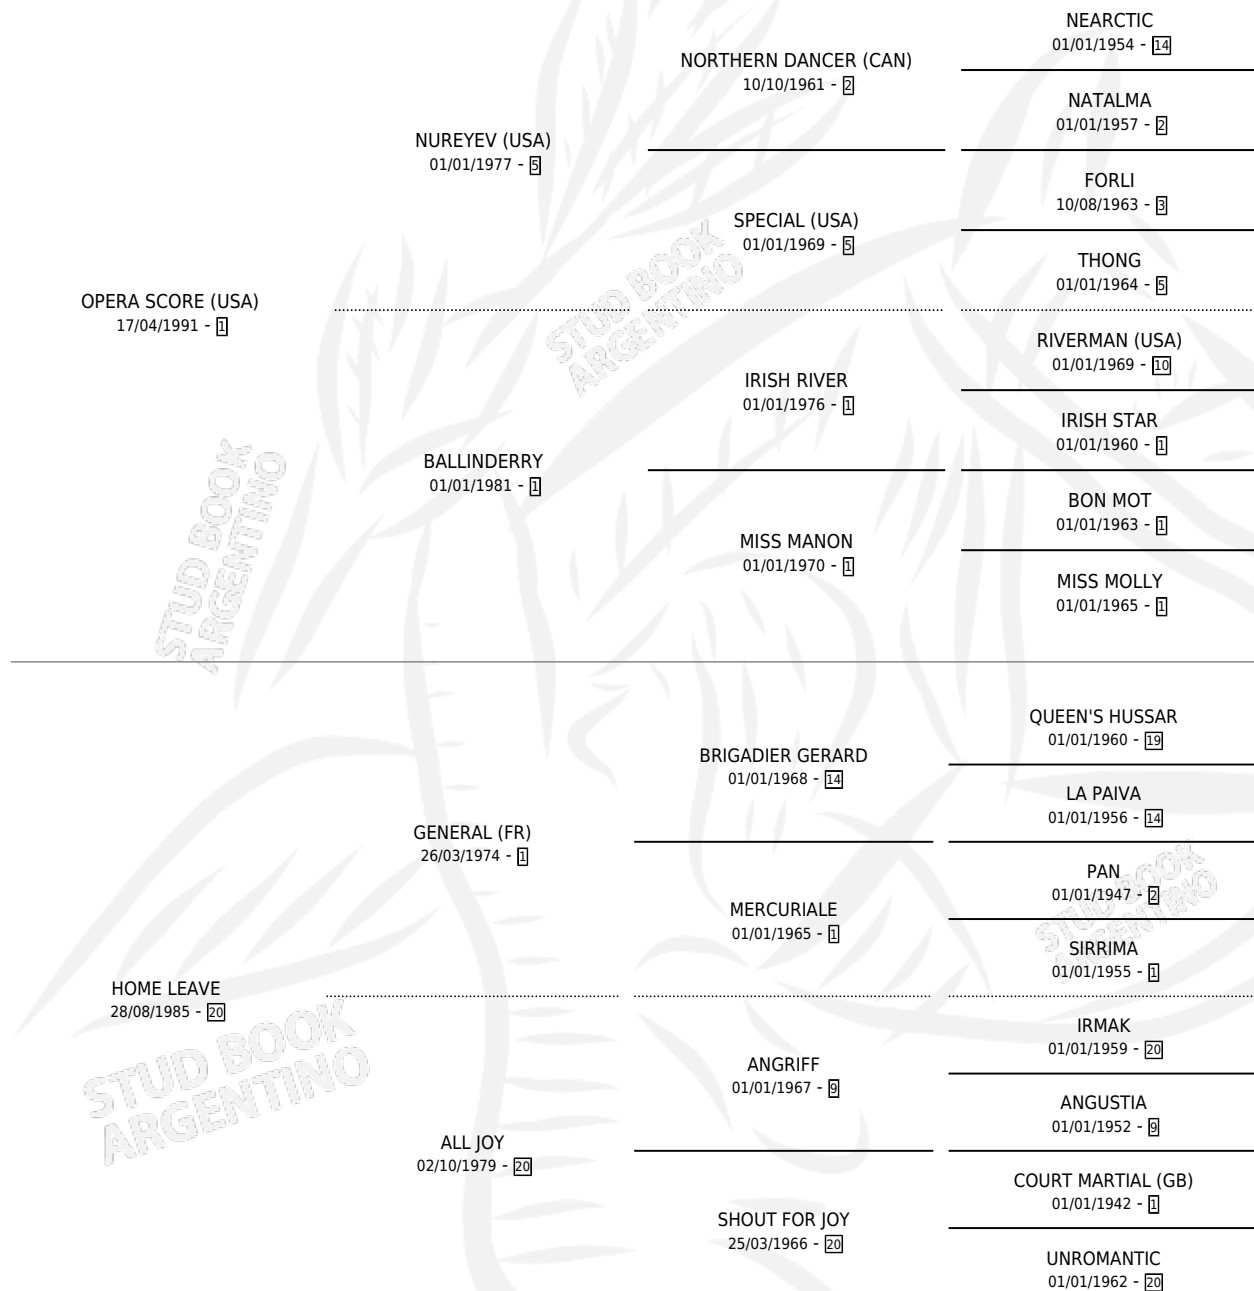 OPERA SCORE (USA)
17/04/1991 - 1
NUREYEV (USA)
01/01/1977 - 5
BALLINDERRY
01/01/1981 - 1
NORTHERN DANCER (CAN)
10/10/1961 - 2
SPECIAL (USA)
01/01/1969 - 5
IRISH RIVER
01/01/1976 - 1
MISS MANON
01/01/1970 - 1
NEARCTIC
01/01/1954 - 14
NATALMA
01/01/1957 - 2
FORLI
10/08/1963 - 3
THONG
01/01/1964 - 5
RIVERMAN (USA)
01/01/1969 - 10
IRISH STAR
01/01/1960 - 1
BON MOT
01/01/1963 - 1
MISS MOLLY
01/01/1965 - 1
HOME LEAVE
28/08/1985 - 20
GENERAL (FR)
26/03/1974 - 1
ALL JOY
02/10/1979 - 20
BRIGADIER GERARD
01/01/1968 - 14
MERCURIALE
01/01/1965 - 1
ANGRIFF
01/01/1967 - 9
SHOUT FOR JOY
25/03/1966 - 20
QUEEN'S HUSSAR
01/01/1960 - 19
LA PAIVA
01/01/1956 - 14
PAN
01/01/1947 - 2
SIRRIMA
01/01/1955 - 1
IRMAK
01/01/1959 - 20
ANGUSTIA
01/01/1952 - 9
COURT MARTIAL (GB)
01/01/1942 - 1
UNROMANTIC
01/01/1962 - 20
STUD BOOK
ARGENTINO
STUD BOOK
ARGENTINO
STUD BOOK
ARGENTINO
STUD BOOK
ARGENTINO